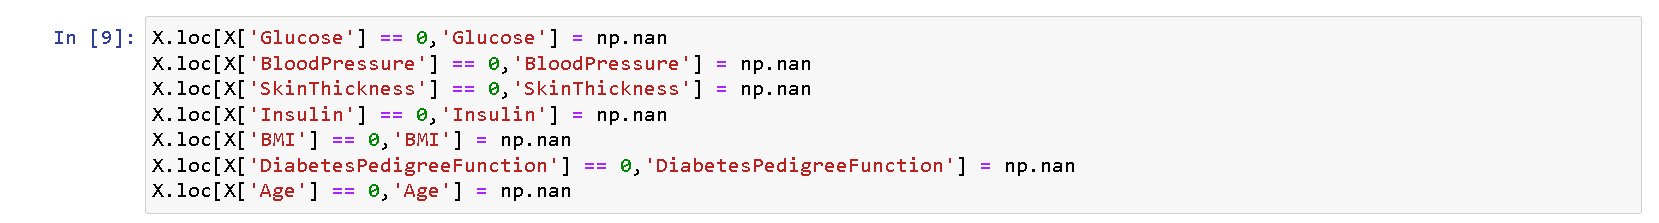 In [9]: X.loc[X['Glucose'] == 0,'Glucose'] = np.nan
X.loc[X['BloodPressure'] == 0,'BloodPressure'] = np.nan
X.loc[X['SkinThickness'] == 0,'SkinThickness'] = np.nan
X.loc[X['Insulin'] == 0,'Insulin'] = np.nan
X.loc[X['BMI'] == 0,'BMI'] = np.nan
X.loc[X['DiabetesPedigreeFunction'] == 0,'DiabetesPedigreeFunction'] = np.nan
X.loc[X['Age'] == 0,'Age'] = np.nan